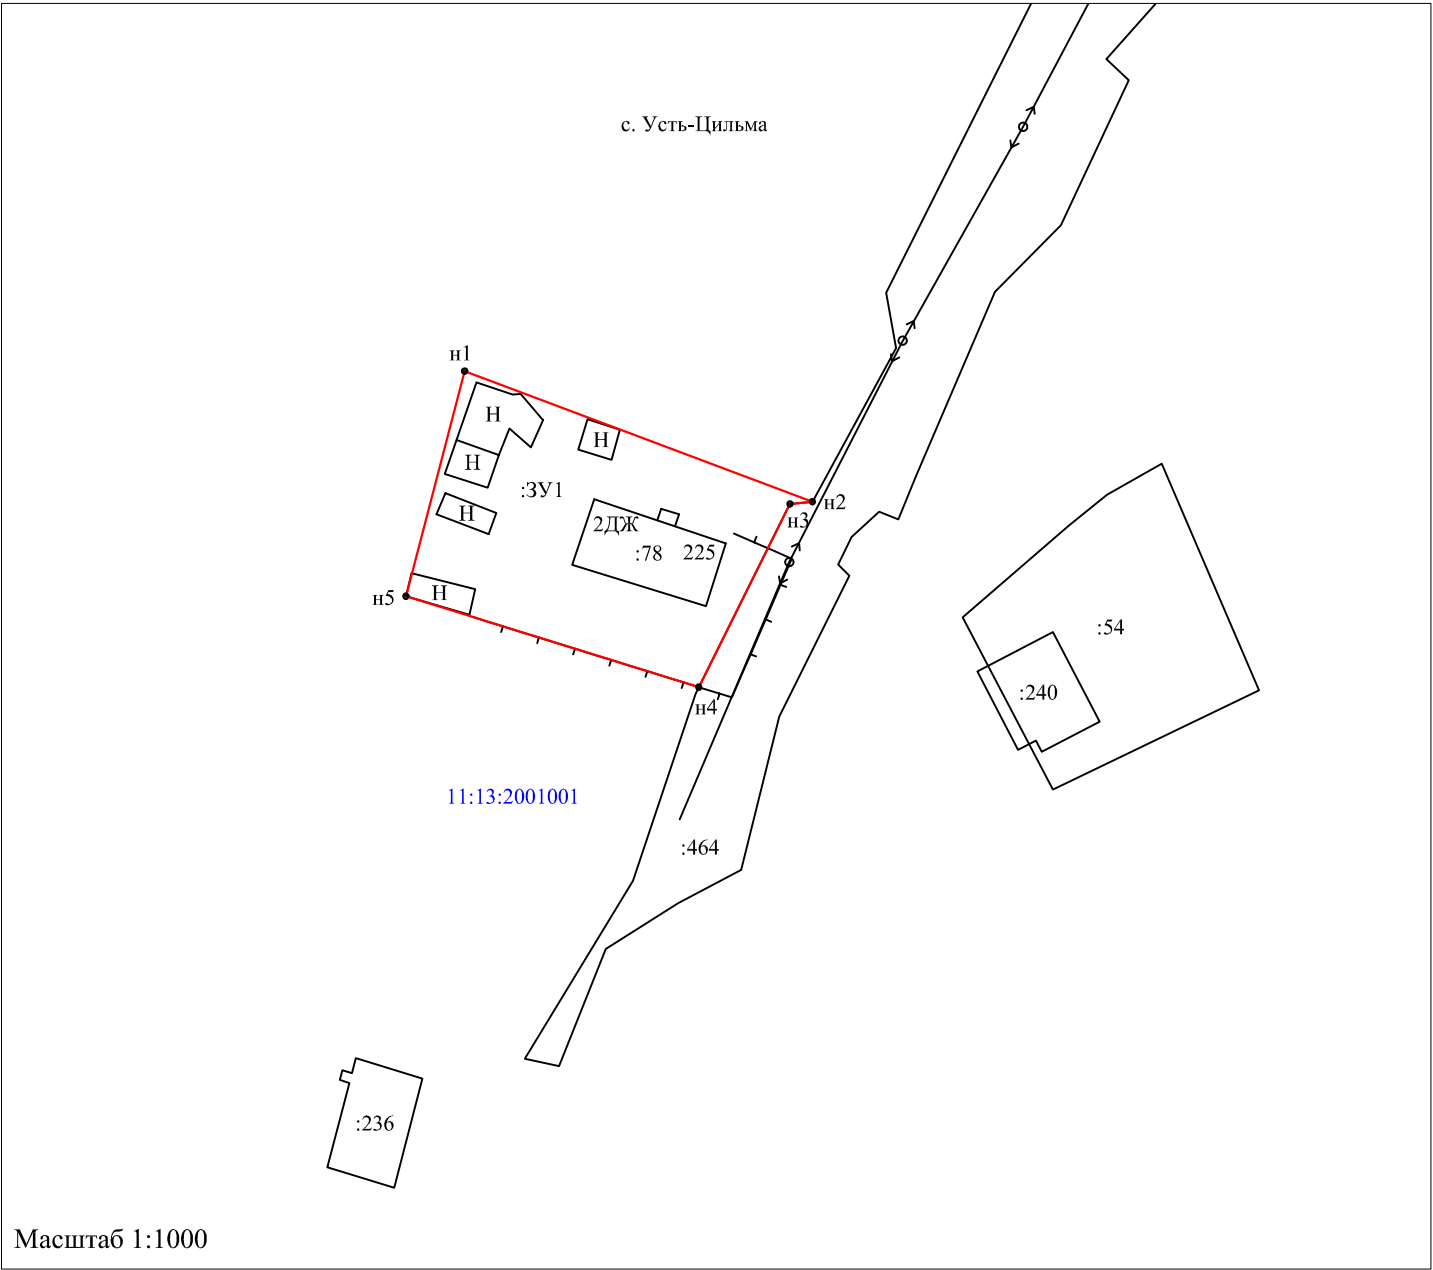 с. Усть-Цильма
н1
Н
Н
Н
:ЗУ1
н2
н3
Н
2ДЖ
:78 225
Н
н5
:54
:240
н4
11:13:2001001
:464
:236
Масштаб 1:1000